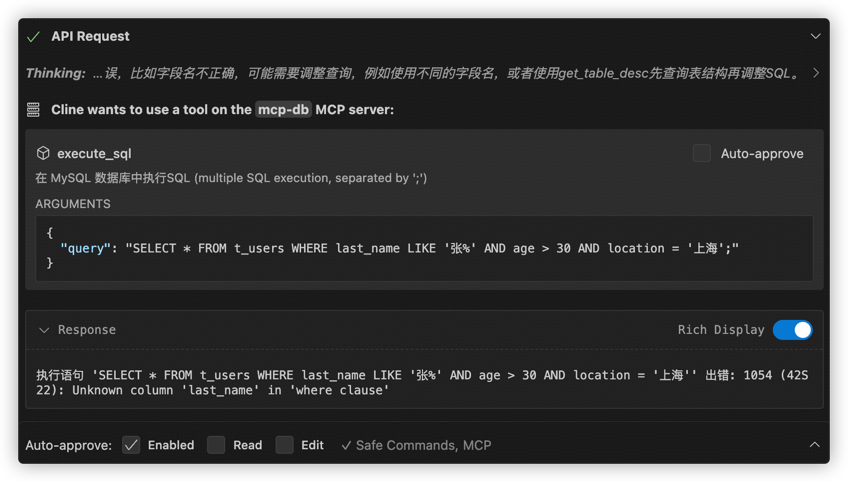 API Request
Thinking: ...误，比如字段名不正确，可能需要调整查询，例如使用不同的字段名，或者使用get_table_desc先查询表结构再调整SQL。
Cline wants to use a tool on the mcp-db MCP server:
execute_sql
Auto-approve
在 MySQL 数据库中执行SQL (multiple SQL execution, separated by ';')
ARGUMENTS
{
"query": "SELECT * FROM t_users WHERE last_name LIKE '张%' AND age > 30 AND location = '上海';"
}
Response
Rich Display
执行语句 'SELECT * FROM t_users WHERE last_name LIKE '张%' AND age > 30 AND location = '上海'' 出错: 1054 (42S
22): Unknown column 'last_name' in 'where clause'
Auto-approve: Enabled Read Edit Safe Commands, MCP